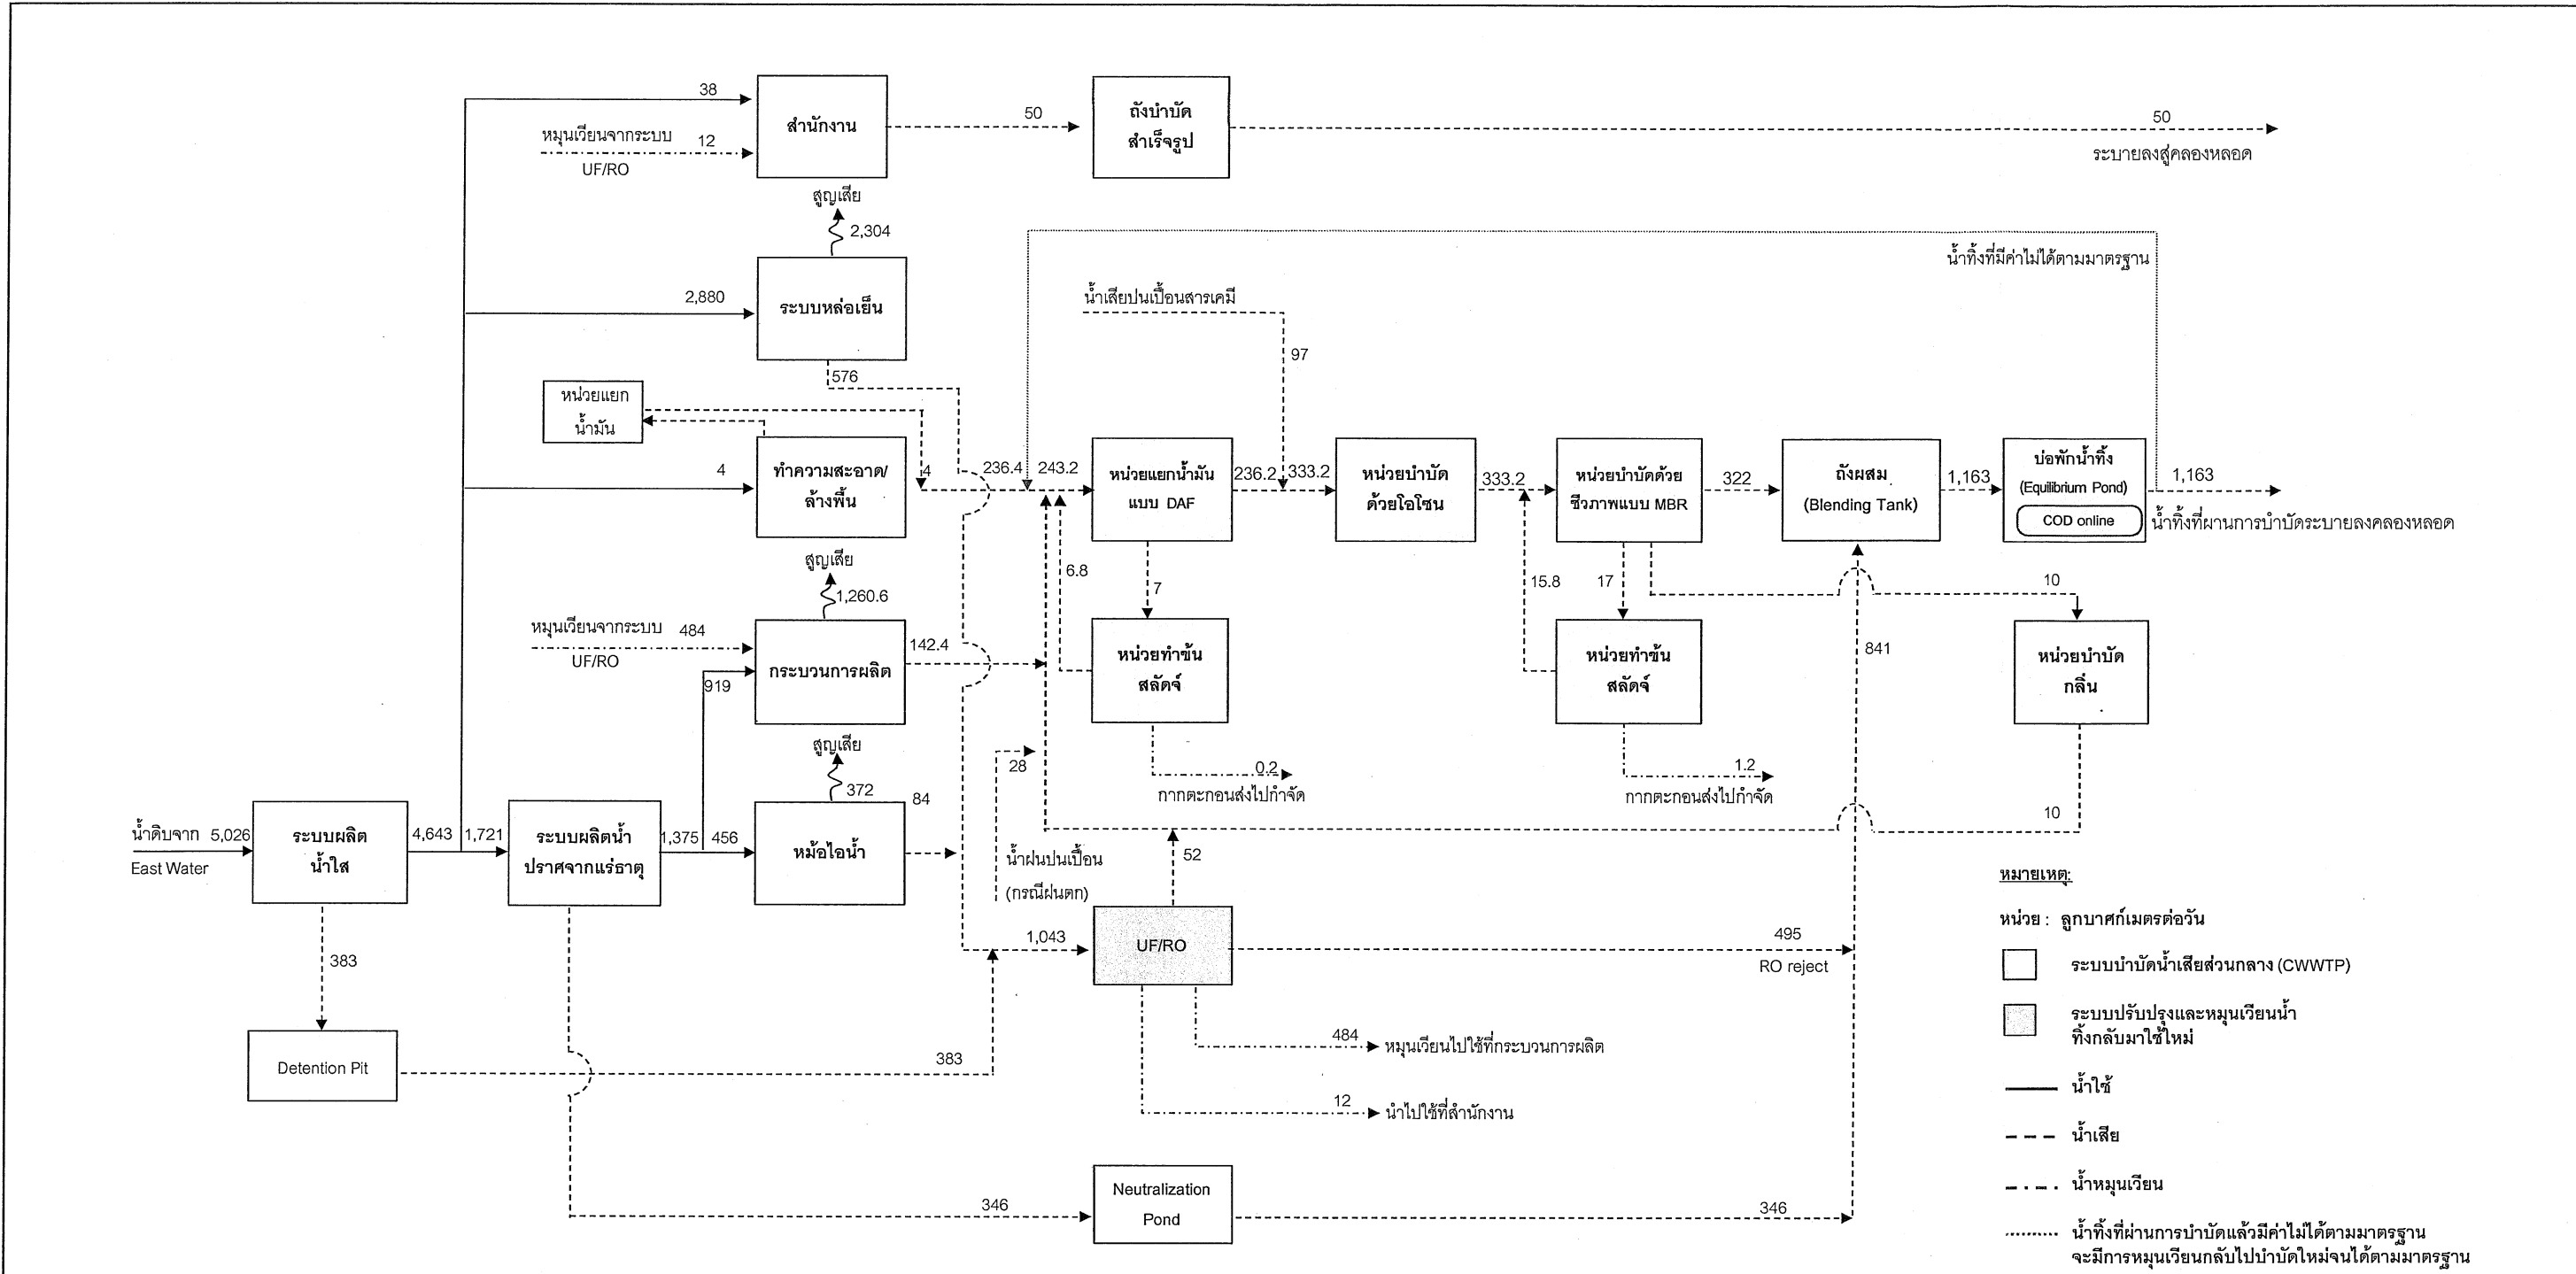 38
สำนักงาน
50
ถังบำบัด
สำเร็จรูป
50
ระบายลงสู่คลองหลอด
หมุนเวียนจากระบบ
12
UF/RO
สูญเสีย
2,304
2,880
ระบบหล่อเย็น
576
น้ำทิ้งที่มีค่าไม่ได้ตามมาตรฐาน
น้ำเสียปนเปื้อนสารเคมี
97
หน่วยแยก
น้ำมัน
4
ทำความสะอาด/
ล้างพื้น
4
236.4
243.2
หน่วยแยกน้ำมัน
แบบ DAF
236.2
333.2
หน่วยบำบัด
ด้วยโอโซน
333.2
หน่วยบำบัดด้วย
ชีวภาพแบบ MBR
322
ถังผสม
(Blending Tank)
1,163
บ่อพักน้ำทิ้ง
(Equilibrium Pond)
COD online
1,163
น้ำทิ้งที่ผานการบำบัดระบายลงคลองหลอด
สูญเสีย
1,260.6
6.8
7
15.8
17
10
หมุนเวียนจากระบบ
484
UF/RO
919
กระบวนการผลิต
142.4
หน่วยทำข้น
สลัดจ์
หน่วยทำข้น
สลัดจ์
841
หน่วยบำบัด
กลิ่น
สูญเสีย
372
84
28
0.2
กากตะกอนส่งไปกำจัด
1.2
กากตะกอนส่งไปกำจัด
10
น้ำดิบจาก
5,026
East Water
ระบบผลิต
น้ำใส
4,643
1,721
ระบบผลิตน้ำ
ปราศจากแร่ธาตุ
1,375
456
หม้อไอน้ำ
น้ำฝนปนเปื้อน
(กรณีฝนตก)
52
383
1,043
UF/RO
495
RO reject
Detention Pit
383
484
หมุนเวียนไปใช้ที่กระบวนการผลิต
12
นำไปใช้ที่สำนักงาน
346
Neutralization
Pond
346
หมายเหตุ:
หน่วย : ลูกบาศก์เมตรต่อวัน
ระบบบำบัดน้ำเสียส่วนกลาง (CWWTP)
ระบบปรับปรุงและหมุนเวียนน้ำ
ทิ้งกลับมาใช้ใหม่
น้ำใช้
น้ำเสีย
น้ำหมุนเวียน
น้ำทิ้งที่ผ่านการบำบัดแล้วมีค่าไม่ได้ตามมาตรฐาน
จะมีการหมุนเวียนกลับไปบำบัดใหม่จนได้ตามมาตรฐาน